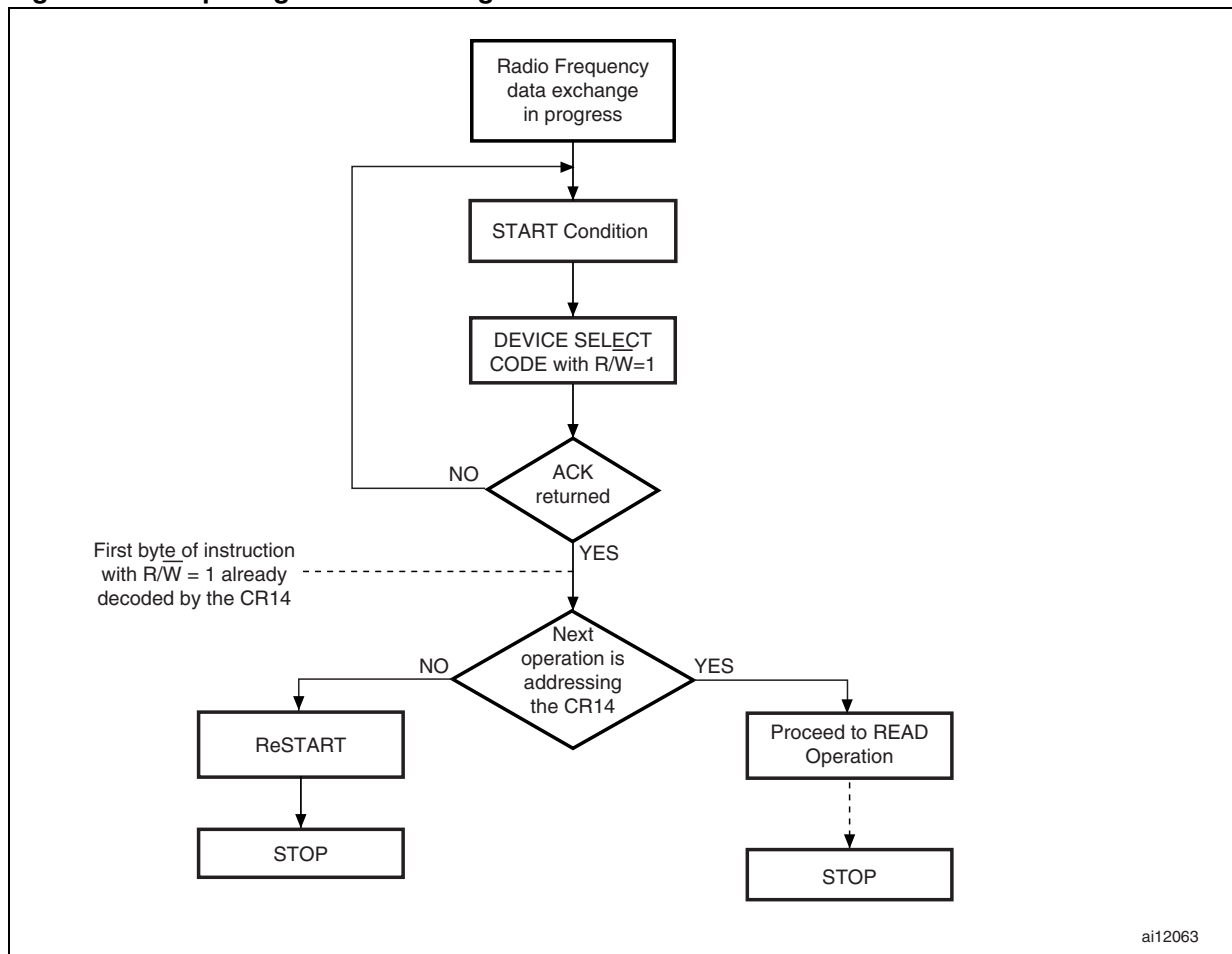 Radio Frequency
data exchange
in progress
START Condition
DEVICE SELECT
CODE with R/W̅=1
ACK
returned
NO
YES
First byte of instruction
with R/W̅ = 1 already
decoded by the CR14
Next
operation is
addressing
the CR14
NO
YES
ReSTART
Proceed to READ
Operation
STOP
STOP
ai12063